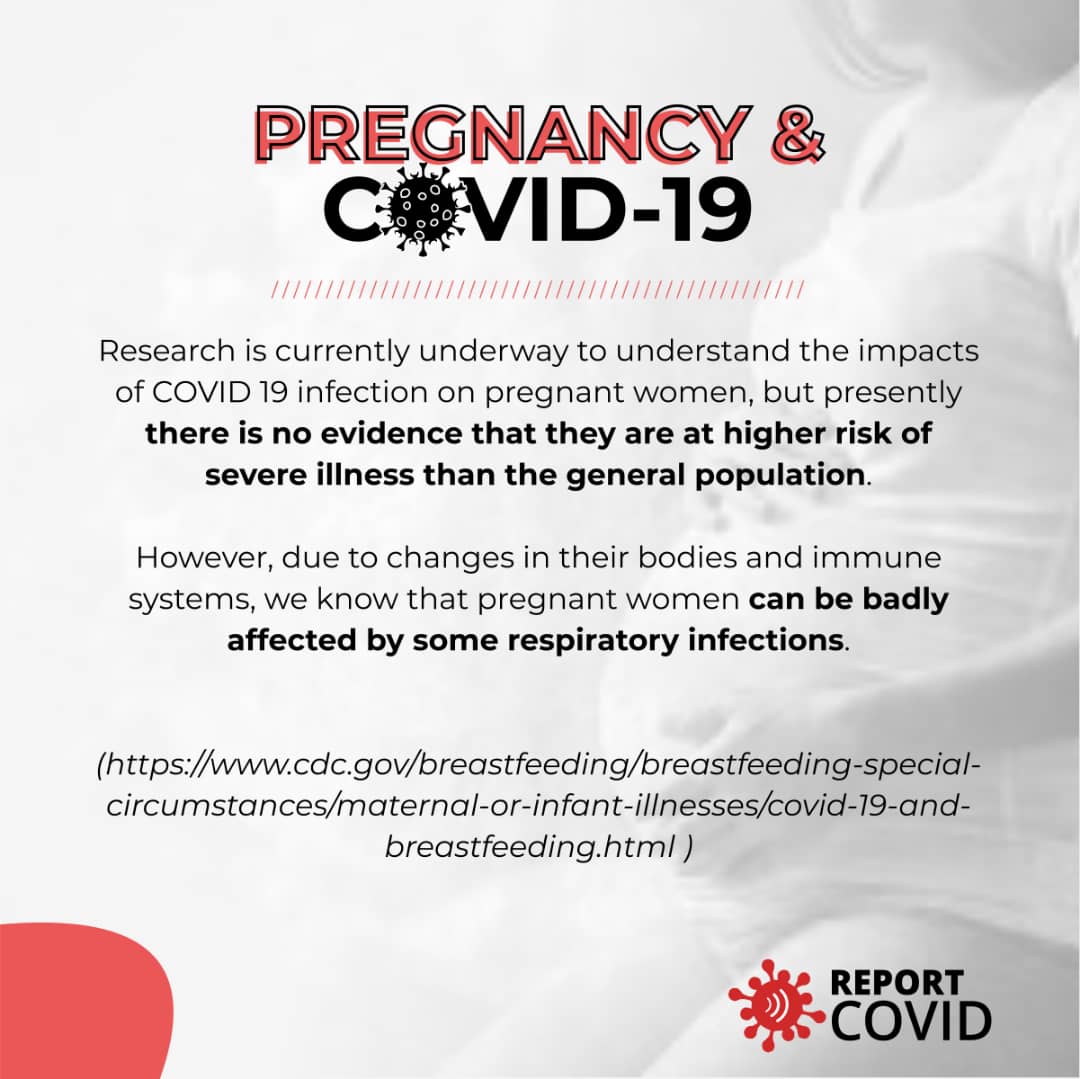 PREGNANCY &
COVID-19
Research is currently underway to understand the impacts
of COVID 19 infection on pregnant women, but presently
there is no evidence that they are at higher risk of
severe illness than the general population.
However, due to changes in their bodies and immune
systems, we know that pregnant women can be badly
affected by some respiratory infections.
(https://www.cdc.gov/breastfeeding/breastfeeding-special-
circumstances/maternal-or-infant-illnesses/covid-19-and-
breastfeeding.html )
REPORT
COVID